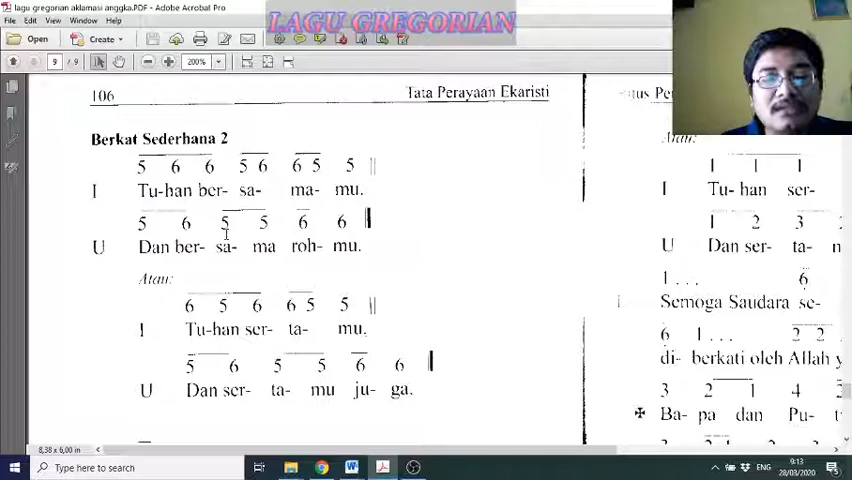 lagu gregorian aklamasi angka.PDF - Adobe Acrobat Pro
LAGU GREGORIAN
File Edit View Window Help
Open Create
9 / 9 200%
106 Tata Perayaan Ekaristi
Berkat Sederhana 2
5 6 6 5 6 6 5 5
I Tu-han ber- sa- ma- mu.
5 6 5 5 6 6
U Dan ber- sa- ma roh- mu.
Atau:
6 5 6 6 5 5
I Tu-han ser- ta- mu.
5 6 5 5 6 6
U Dan ser- ta- mu ju- ga.
Atau:
1 1 1
I Tu- han ser-
1 2 3
U Dan ser- ta-
1 . . . 6
Semoga Saudara se-
6 1 . . . 2 2
di- berkati oleh Allah
3 2 1 4
✠ Ba- pa dan Pu-
8,38 x 6,00 in
Type here to search
ENG
9:13
28/03/2020